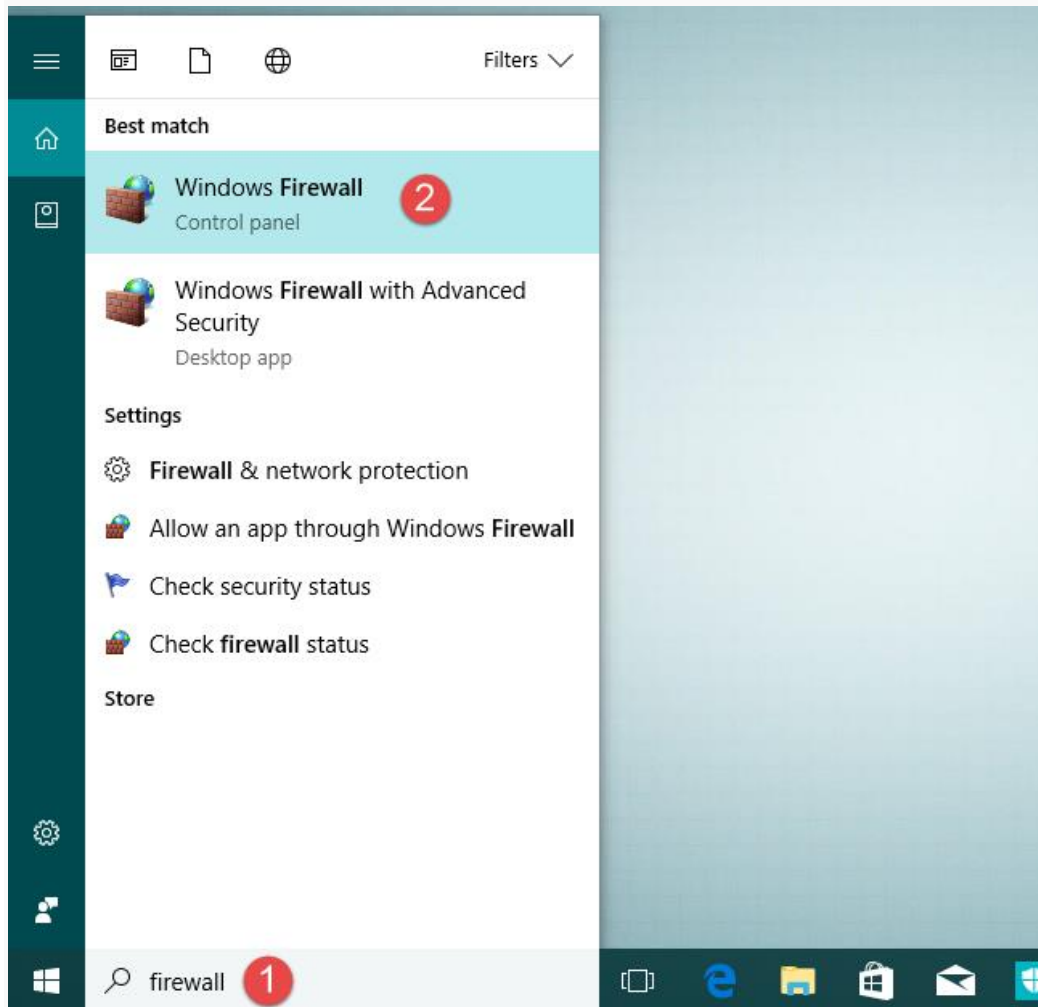 Filters
Best match
Windows Firewall
2
Control panel
Windows Firewall with Advanced
Security
Desktop app
Settings
Firewall & network protection
Allow an app through Windows Firewall
Check security status
Check firewall status
Store
firewall 1